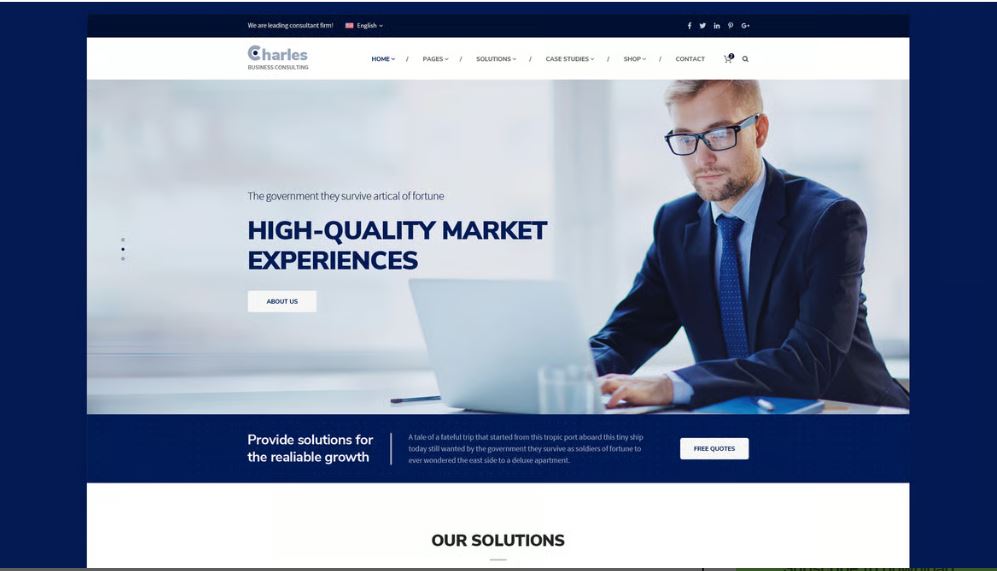 We are leading consultant firm!
English
Charles
BUSINESS CONSULTING
HOME / PAGES / SOLUTIONS / CASE STUDIES / SHOP / CONTACT
The government they survive artical of fortune
HIGH-QUALITY MARKET
EXPERIENCES
ABOUT US
Provide solutions for
the realiable growth
A tale of a fateful trip that started from this tropic port aboard this tiny ship
today still wanted by the government they survive as soldiers of fortune to
ever wondered the east side to a deluxe apartment.
FREE QUOTES
OUR SOLUTIONS